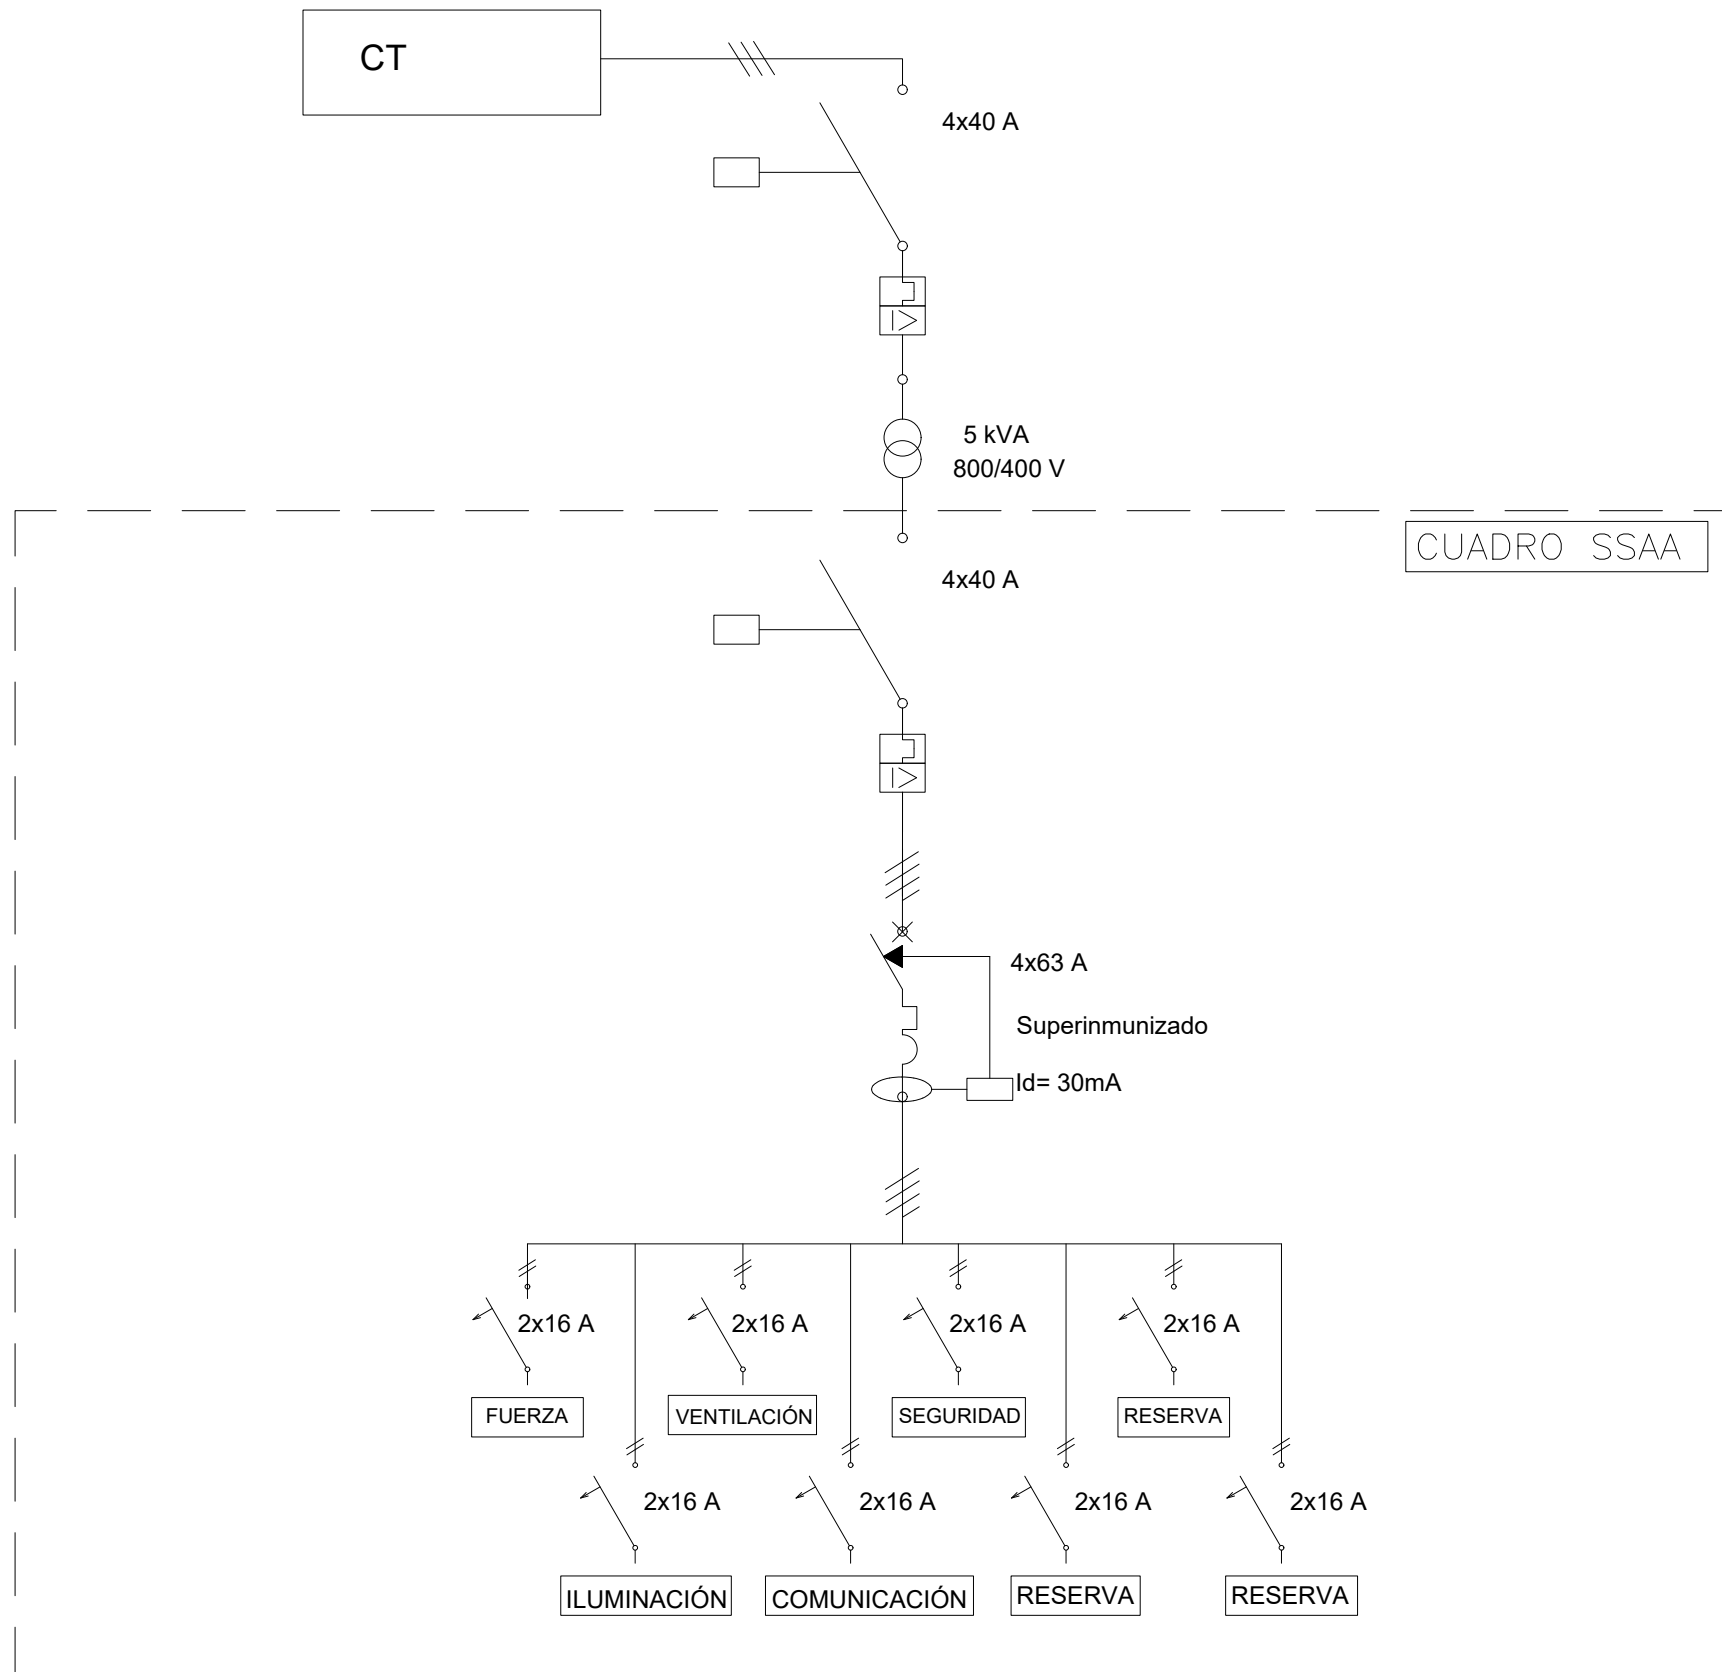 CT
4x40 A
5 kVA
800/400 V
CUADRO SSAA
4x40 A
4x63 A
Superinmunizado
Id= 30mA
2x16 A
2x16 A
2x16 A
2x16 A
FUERZA
VENTILACIÓN
SEGURIDAD
RESERVA
2x16 A
2x16 A
2x16 A
2x16 A
ILUMINACIÓN
COMUNICACIÓN
RESERVA
RESERVA